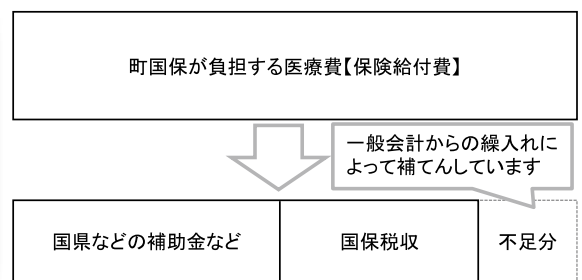 町国保が負担する医療費【保険給付費】
一般会計からの繰入れに
よって補てんしています
国県などの補助金など
国保税収
不足分